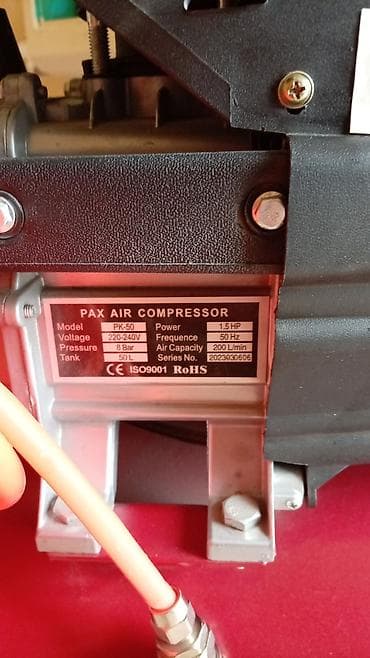 PAX AIR COMPRESSOR
Model PK-50 Power 1.5 HP
Voltage 220-240V Frequence 50 Hz
Pressure 8 Bar Air Capacity 200 L/min
Tank 50 L Series No. 2023030606
CE ISO9001 RoHS